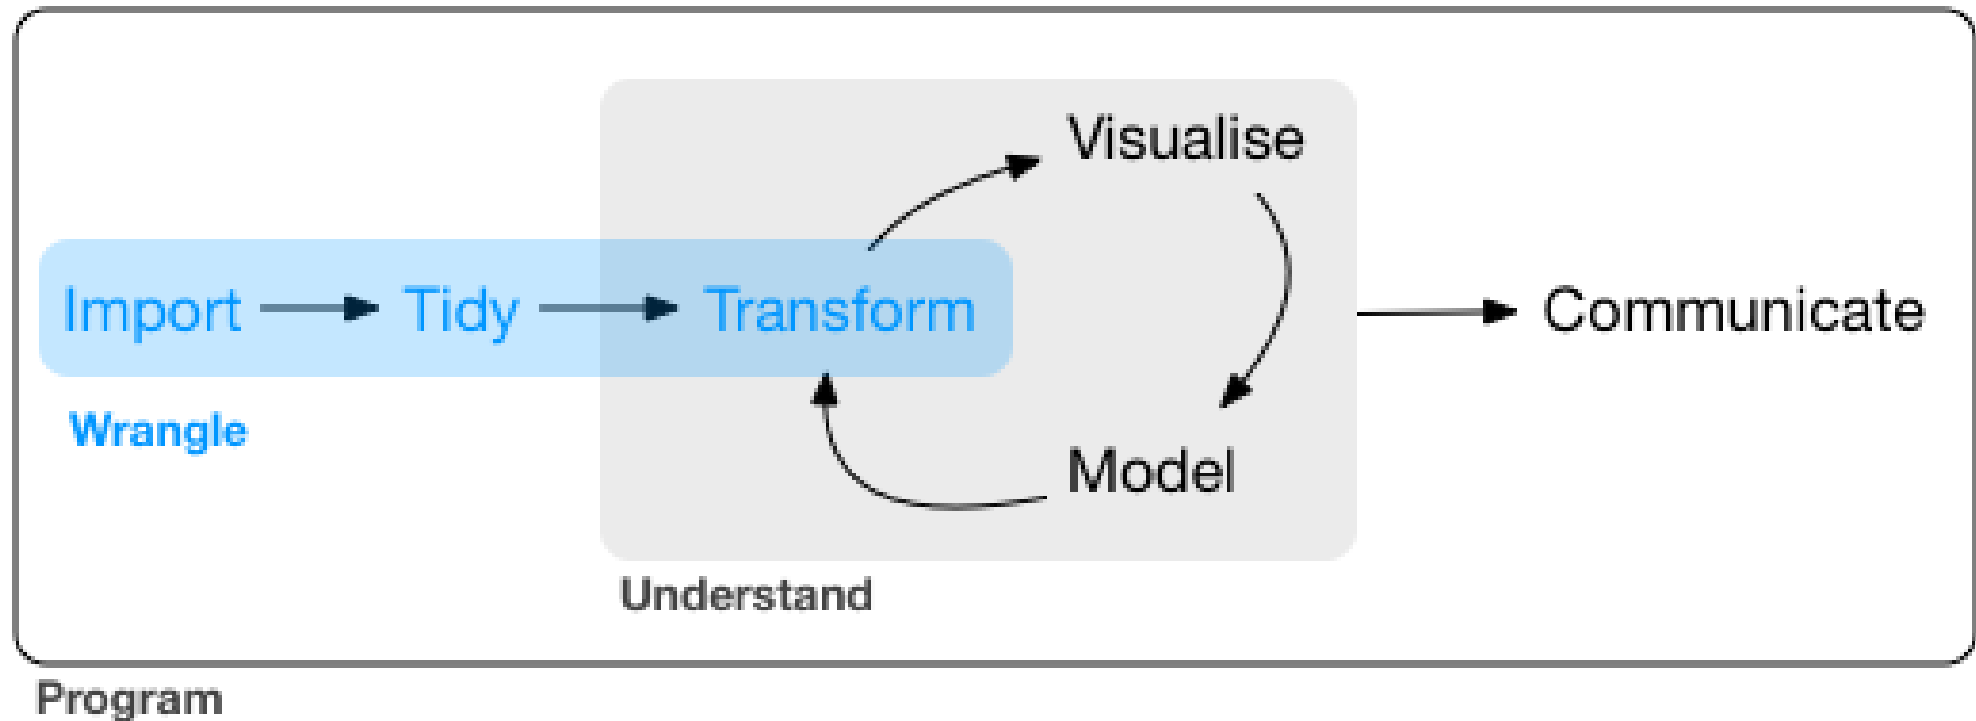 Visualise
Import
Tidy
Transform
Communicate
Wrangle
Model
Understand
Program